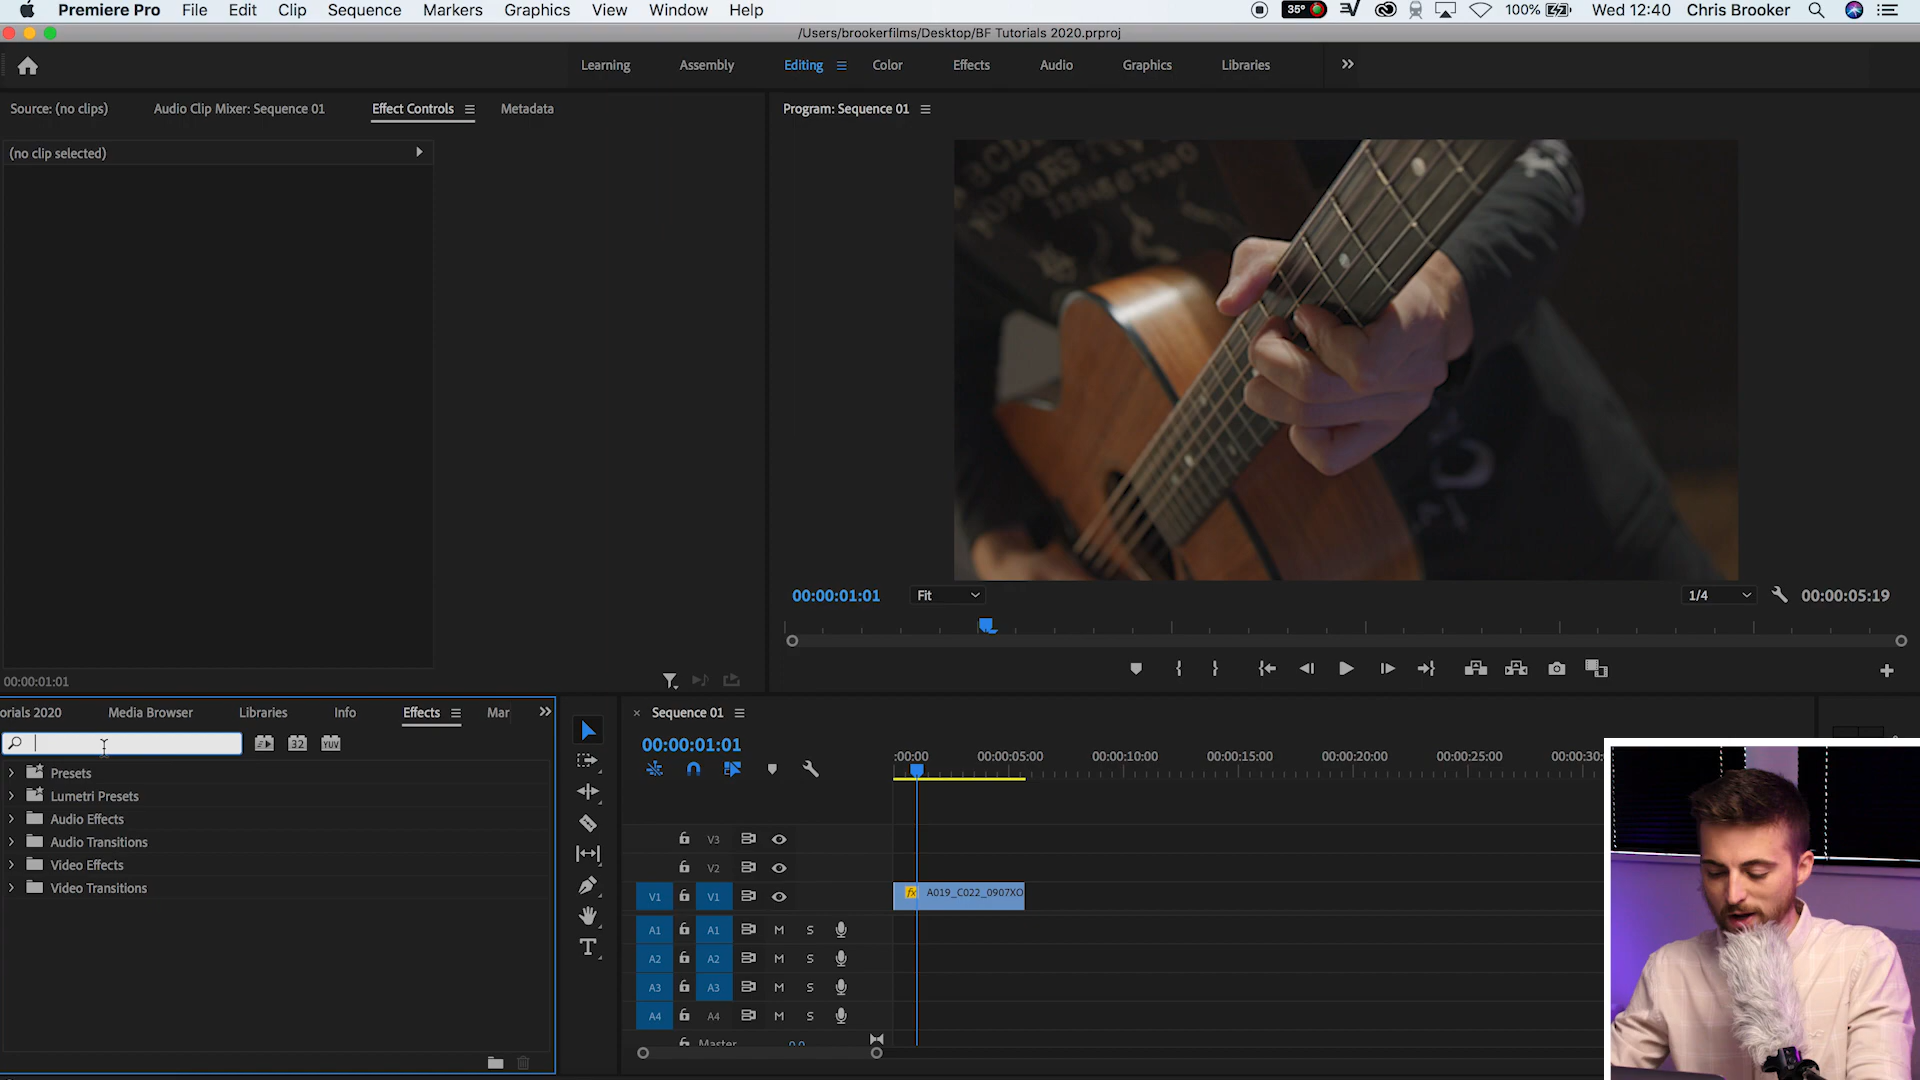 Premiere Pro File Edit Clip Sequence Markers Graphics View Window Help 35° 100% Wed 12:40 Chris Brooker
/Users/brookerfilms/Desktop/BF Tutorials 2020.prproj
Learning Assembly Editing Color Effects Audio Graphics Libraries
Source: (no clips) Audio Clip Mixer: Sequence 01 Effect Controls Metadata
Program: Sequence 01
(no clip selected)
00:00:01:01 Fit 1/4 00:00:05:19
00:00:01:01
orials 2020 Media Browser Libraries Info Effects Mar
32 YUV
Presets
Lumetri Presets
Audio Effects
Audio Transitions
Video Effects
Video Transitions
Sequence 01
00:00:01:01
:00:00 00:00:05:00 00:00:10:00 00:00:15:00 00:00:20:00 00:00:25:00 00:00:30:
V3
V2
V1 V1 fx A019_C022_0907XO
A1 A1 M S
A2 A2 M S
A3 A3 M S
A4 A4 M S
Master 0.0